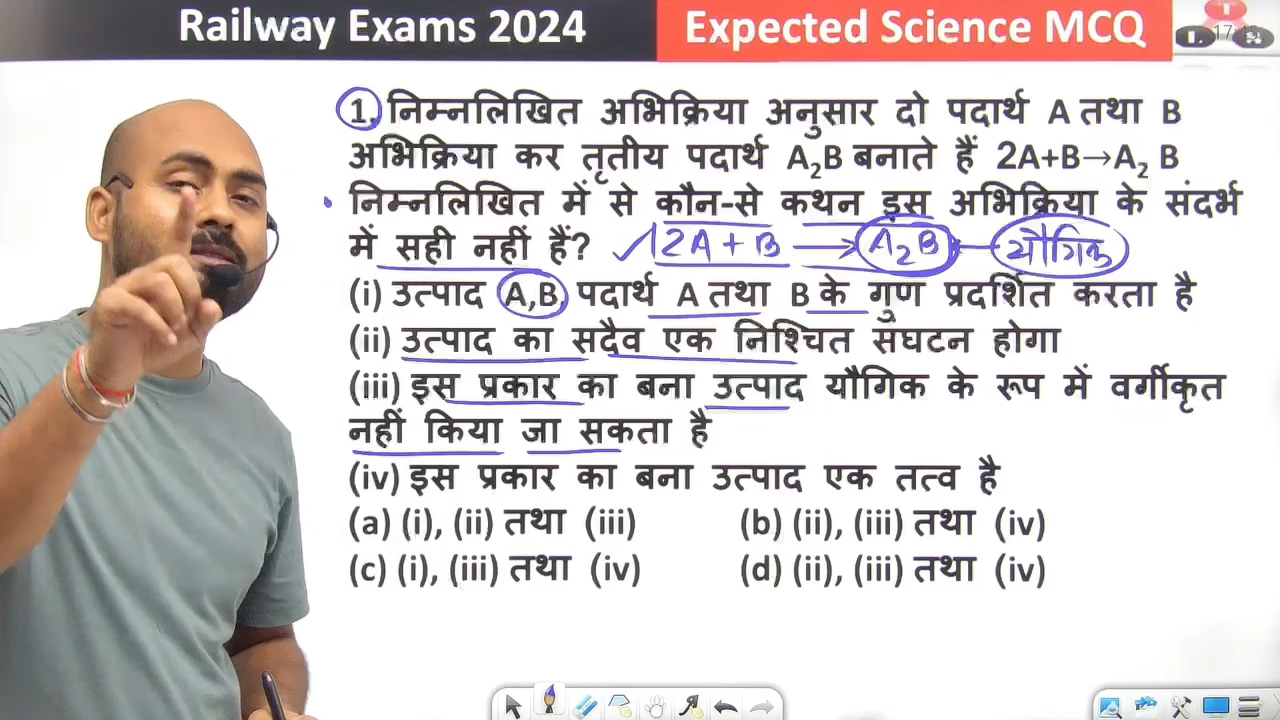 Railway Exams 2024 Expected Science MCQ
1. निम्नलिखित अभिक्रिया अनुसार दो पदार्थ A तथा B
अभिक्रिया कर तृतीय पदार्थ A₂B बनाते हैं 2A+B→A₂ B
निम्नलिखित में से कौन-से कथन इस अभिक्रिया के संदर्भ
में सही नहीं हैं? 2A + B → A₂B यौगिक
(i) उत्पाद A,B, पदार्थ A तथा B के गुण प्रदर्शित करता है
(ii) उत्पाद का सदैव एक निश्चित संघटन होगा
(iii) इस प्रकार का बना उत्पाद यौगिक के रूप में वर्गीकृत
नहीं किया जा सकता है
(iv) इस प्रकार का बना उत्पाद एक तत्व है
(a) (i), (ii) तथा (iii) (b) (ii), (iii) तथा (iv)
(c) (i), (iii) तथा (iv) (d) (ii), (iii) तथा (iv)